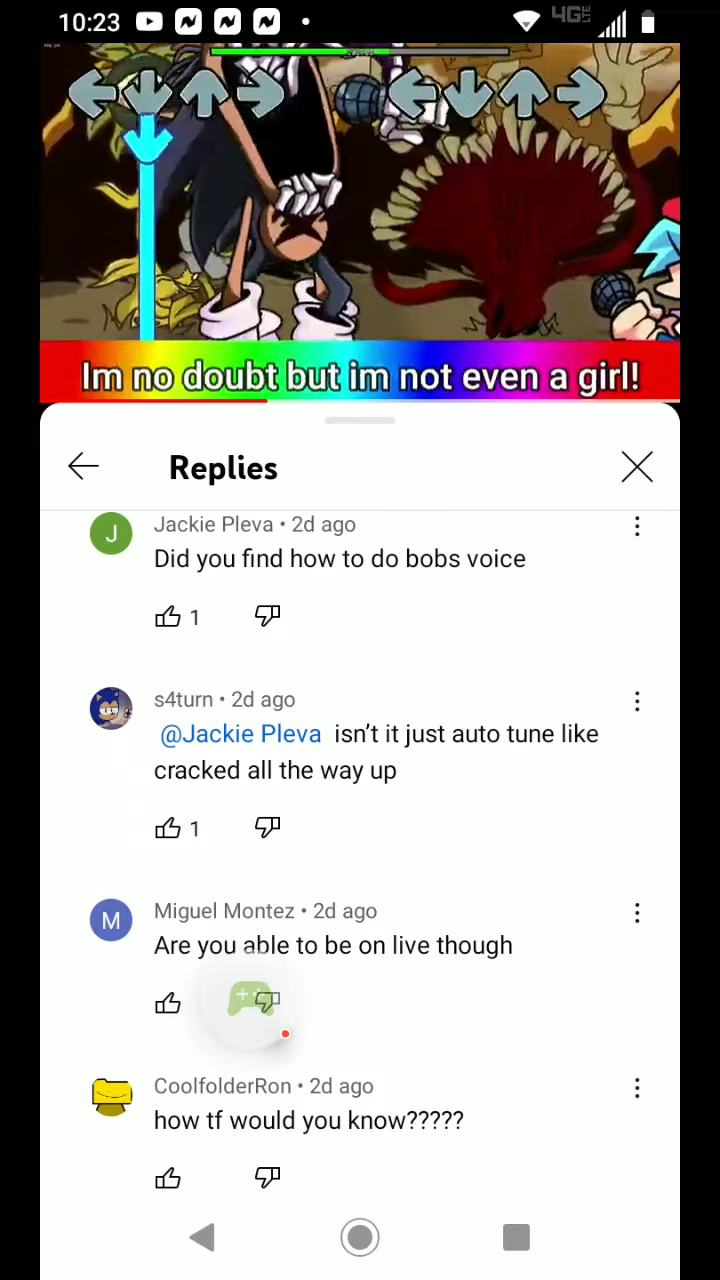 10:23
4G LTE
Im no doubt but im not even a girl!
Replies
J
Jackie Pleva • 2d ago
Did you find how to do bobs voice
1
s4turn • 2d ago
@Jackie Pleva isn’t it just auto tune like
cracked all the way up
1
M
Miguel Montez • 2d ago
Are you able to be on live though
CoolfolderRon • 2d ago
how tf would you know?????